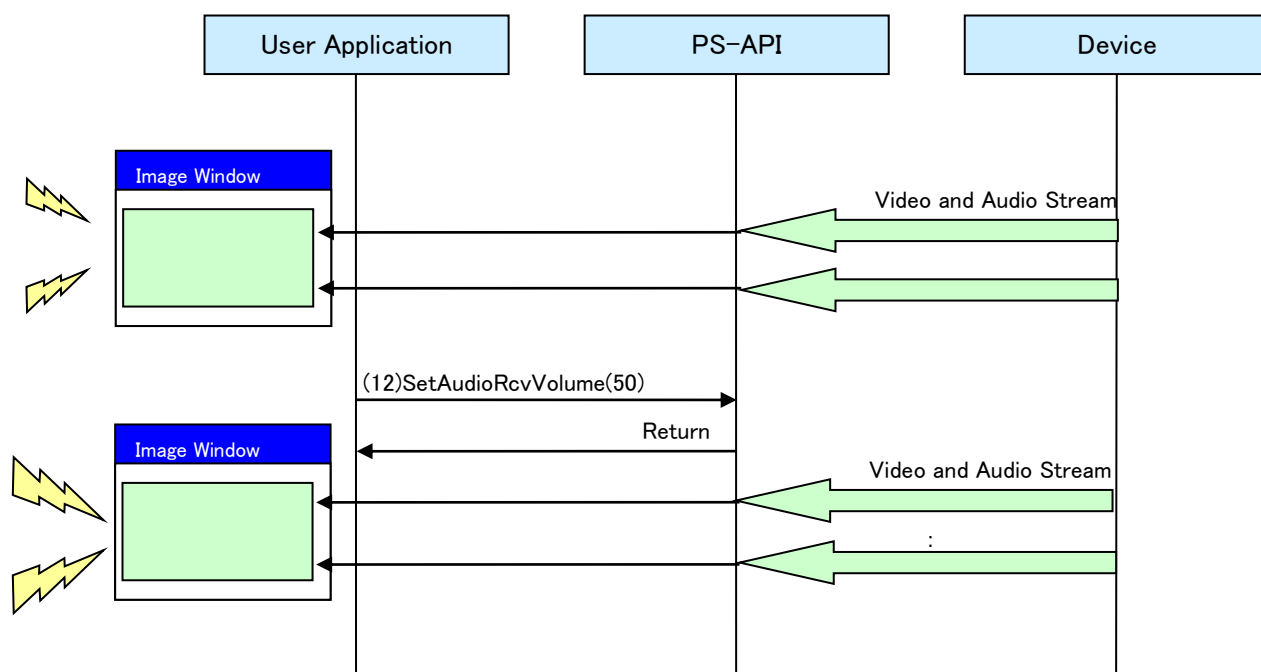 User Application
PS-API
Device
Image Window
Video and Audio Stream
(12)SetAudioRcvVolume(50)
Return
Image Window
Video and Audio Stream
: